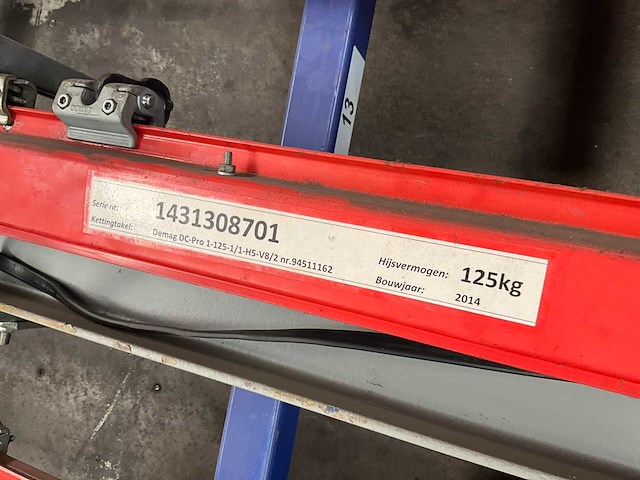 13
Serie nr: 1431308701
Kettingtakel: Demag DC-Pro 1-125-1/1-H5-V8/2 nr.94511162
Hijsvermogen: 125kg
Bouwjaar: 2014